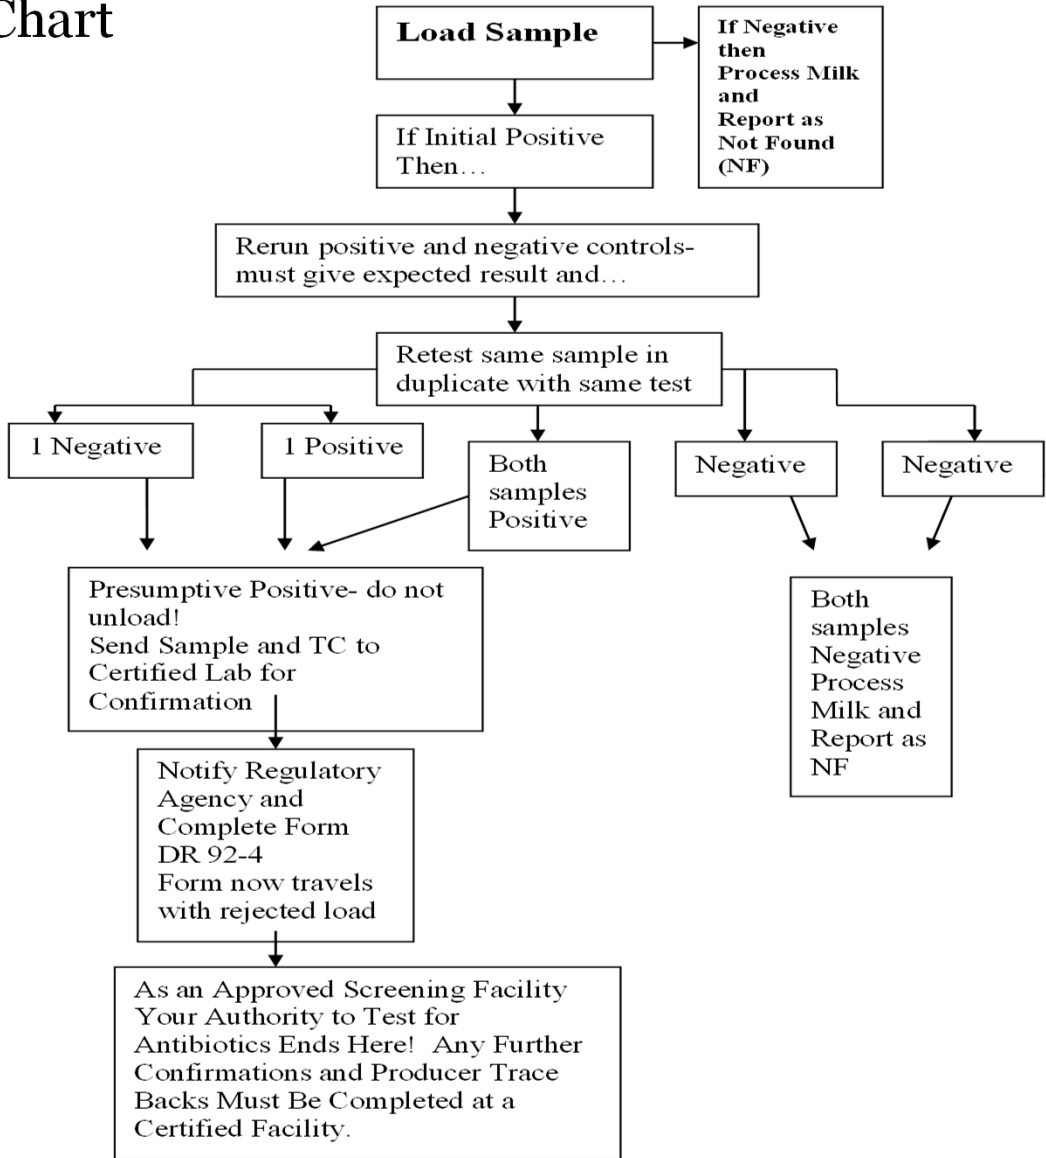 Chart
Load Sample
If Negative
then
Process Milk
and
Report as
Not Found
(NF)
If Initial Positive
Then…
Rerun positive and negative controls-
must give expected result and…
Retest same sample in
duplicate with same test
1 Negative
1 Positive
Both
samples
Positive
Negative
Negative
Presumptive Positive- do not
unload!
Send Sample and TC to
Certified Lab for
Confirmation
Both
samples
Negative
Process
Milk and
Report as
NF
Notify Regulatory
Agency and
Complete Form
DR 92-4
Form now travels
with rejected load
As an Approved Screening Facility
Your Authority to Test for
Antibiotics Ends Here! Any Further
Confirmations and Producer Trace
Backs Must Be Completed at a
Certified Facility.